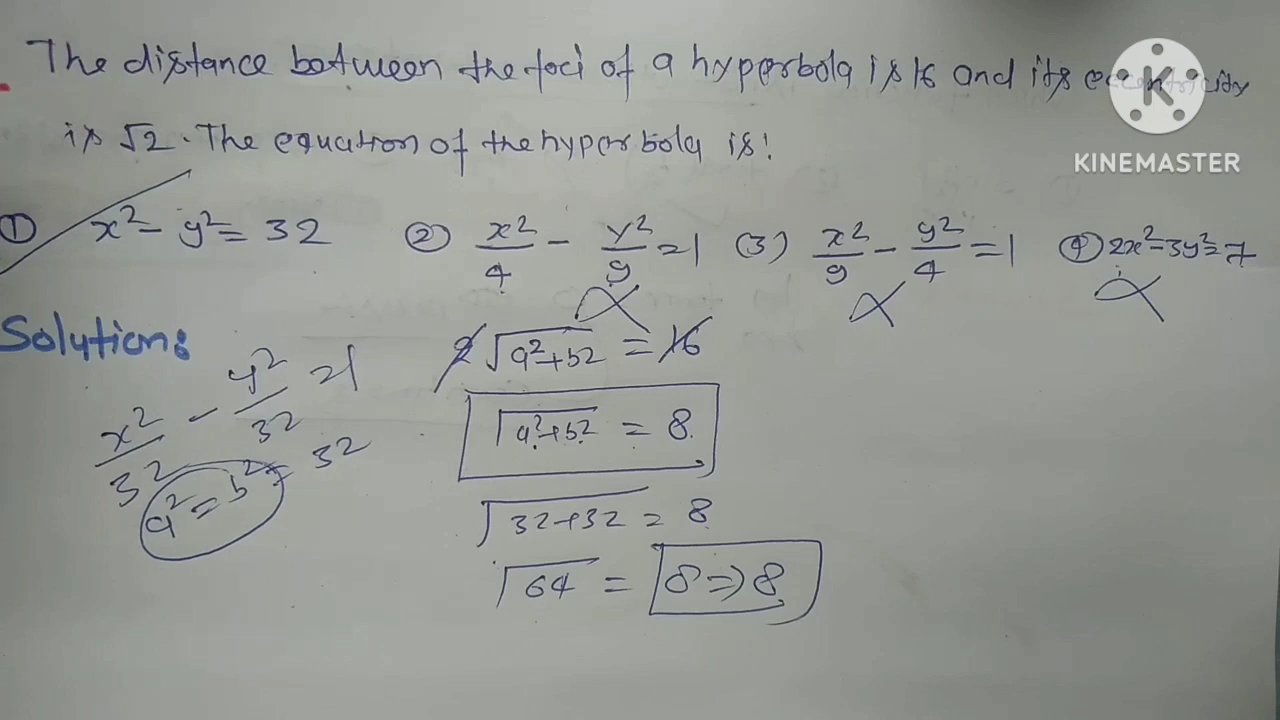 The distance between the foci of a hyperbola is 16 and its eccentricity
is √2. The equation of the hyperbola is:
KINEMASTER
① x² - y² = 32 ② x²/4 - y²/9 = 1 (3) x²/9 - y²/4 = 1 ④ 2x² - 3y² = 7
Solution:
2√a²+b² = 16
x²/32 - y²/32 = 1
√a²+b² = 8
a² = b² = 32
√32+32 = 8
√64 = 8 => 8